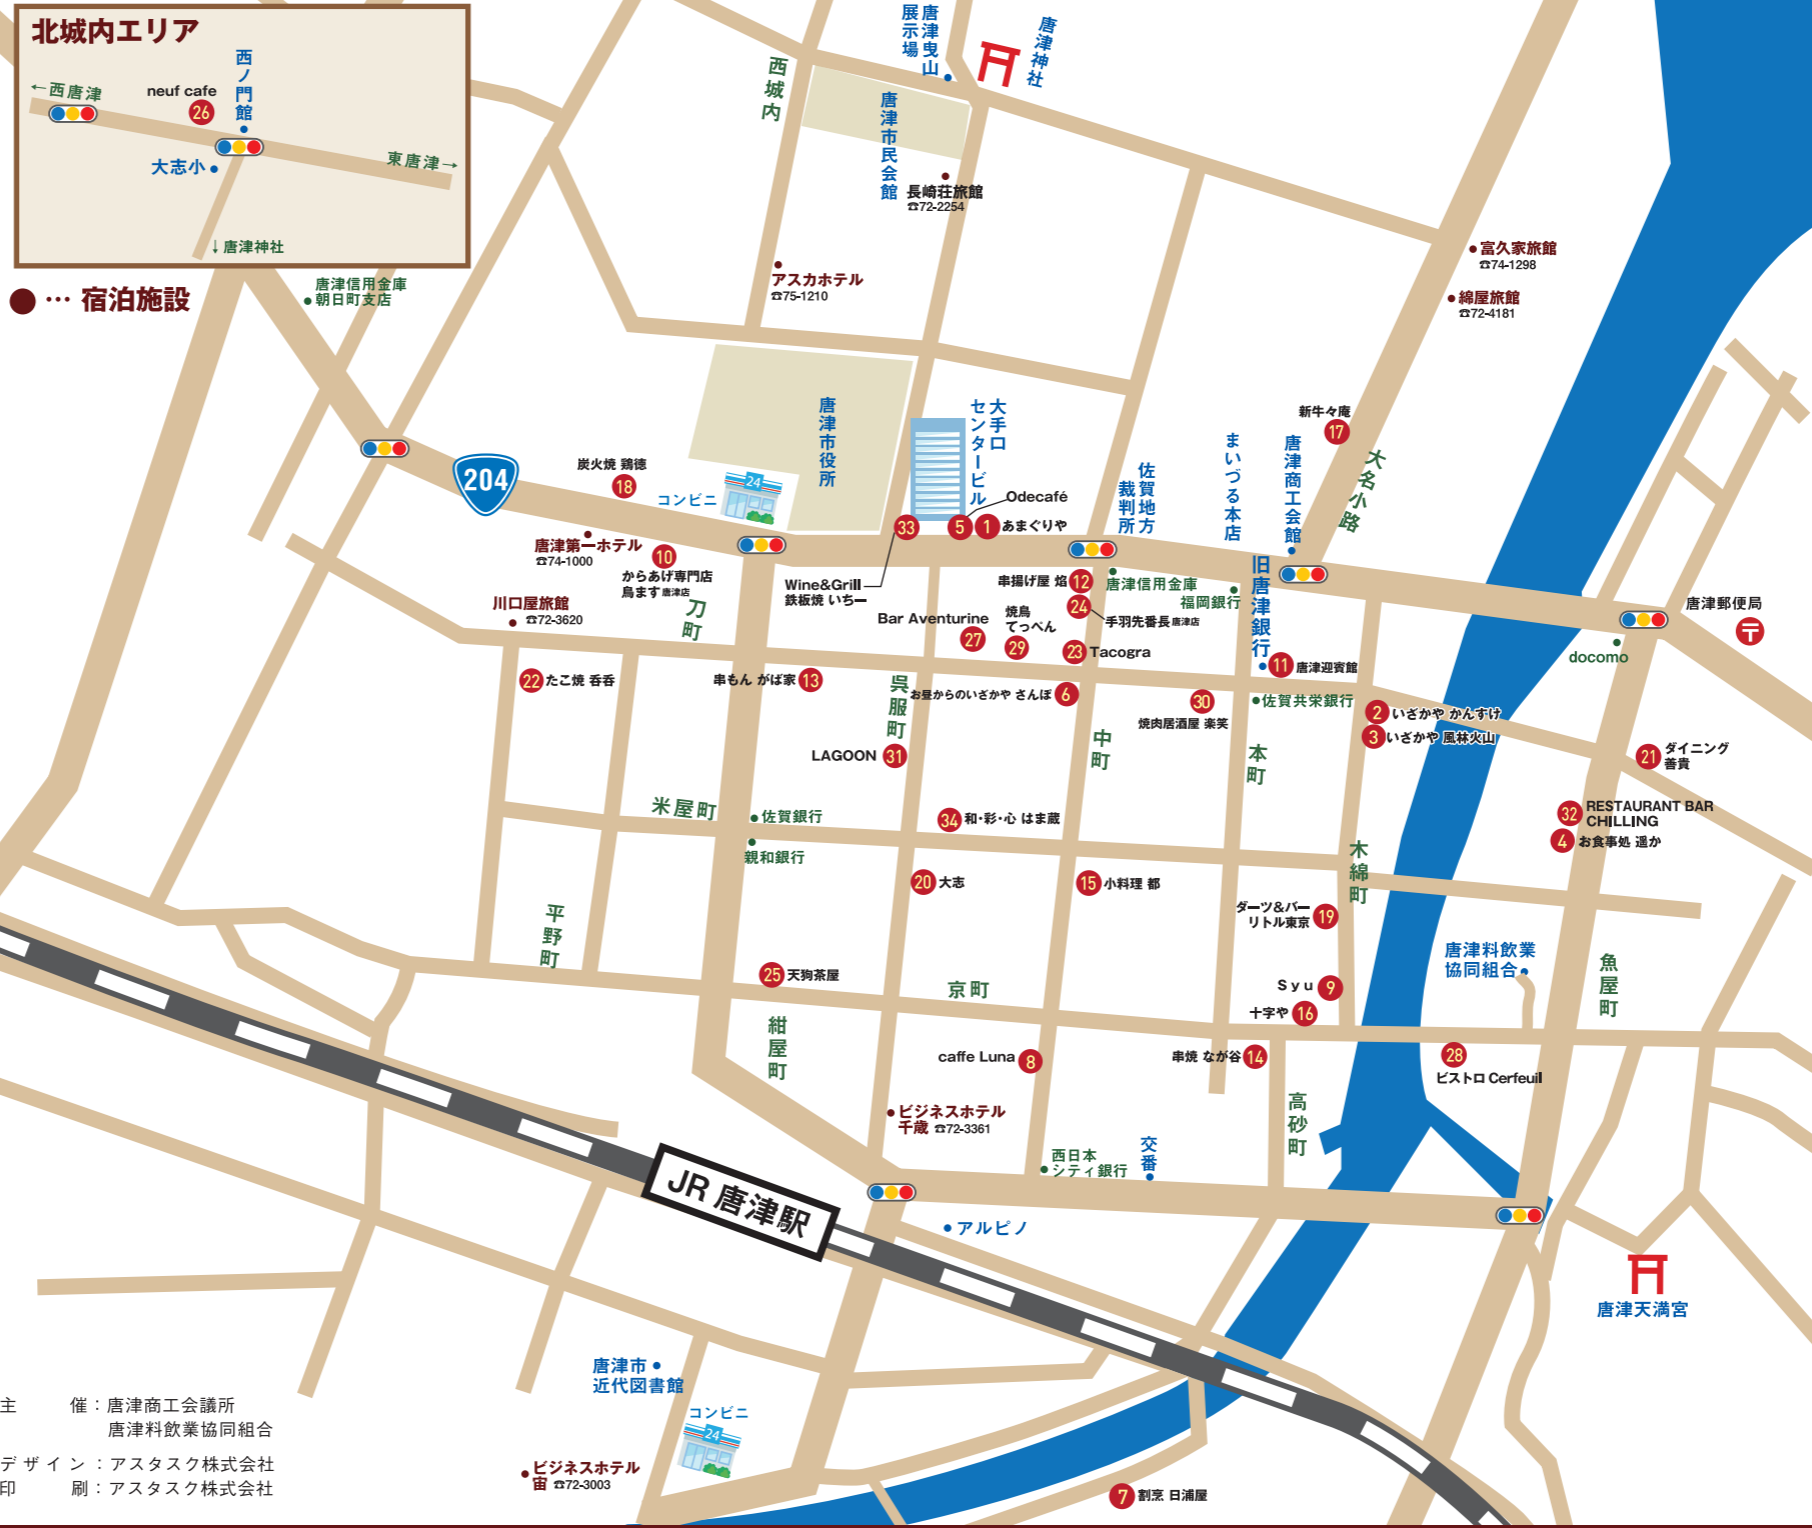 北城内エリア
西ノ門館
←西唐津
neuf cafe
26
大志小
東唐津→
↓唐津神社
● … 宿泊施設
唐津信用金庫
朝日町支店
西城内
唐津曳山
展示場
唐津神社
唐津市民会館
長崎荘旅館
☎72-2254
アスカホテル
☎75-1210
富久家旅館
☎74-1298
綿屋旅館
☎72-4181
204
炭火焼 鶏徳
18
コンビニ
24
唐津市役所
大手口
センタービル
Odecafé
33
5
1
あまぐりや
佐賀地方
裁判所
まいづる本店
唐津商工会館
新牛々庵
17
大名小路
唐津第一ホテル
☎74-1000
10
からあげ専門店
鳥ます 唐津店
川口屋旅館
☎72-3620
刀町
Wine&Grill
鉄板焼 いちー
串揚げ屋 焰
12
唐津信用金庫
福岡銀行
旧唐津銀行
24
手羽先番長 唐津店
Bar Aventurine
27
焼鳥
てっぺん
29
23
Tacogra
11
唐津迎賓館
唐津郵便局
docomo
22
たこ焼 呑呑
串もん がば家
13
呉服町
お昼からのいざかや さんぽ
6
30
焼肉居酒屋 楽笑
佐賀共栄銀行
2
いざかや かんすけ
3
いざかや 風林火山
中町
本町
LAGOON
31
21
ダイニング
善貴
米屋町
佐賀銀行
親和銀行
34
和・彩・心 はま蔵
32
RESTAURANT BAR
CHILLING
4
お食事処 遥か
木綿町
20
大志
15
小料理 都
ダーツ&バー
リトル東京
19
平野町
25
天狗茶屋
京町
唐津料飲業
協同組合
魚屋町
Syu
9
十字や
16
紺屋町
caffe Luna
8
串焼 なが谷
14
28
ビストロ Cerfeuil
高砂町
ビジネスホテル
千歳 ☎72-3361
西日本
シティ銀行
交番
JR 唐津駅
アルピノ
唐津天満宮
唐津市
近代図書館
コンビニ
24
ビジネスホテル
宙 ☎72-3003
7
割烹 日浦屋
主 催：唐津商工会議所
唐津料飲業協同組合
デザイン：アスタスク株式会社
印 刷：アスタスク株式会社